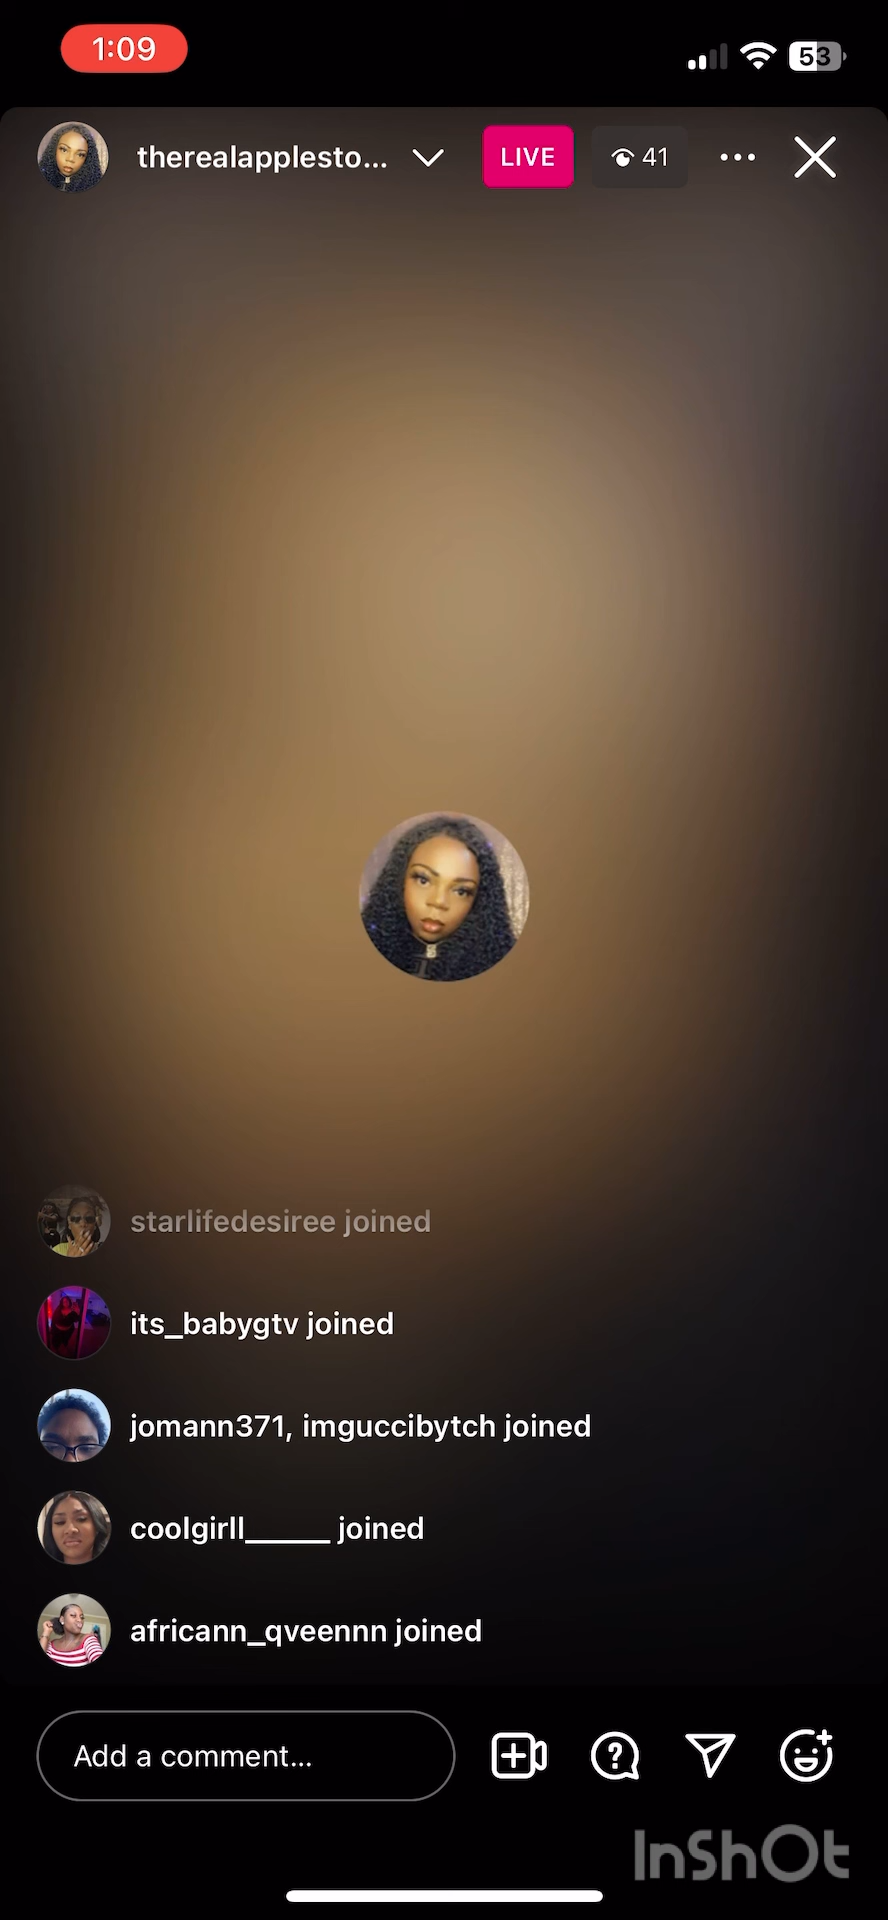 1:09
53
therealapplesto...
LIVE
41
starlifedesiree joined
its_babygtv joined
jomann371, imguccibytch joined
coolgirll______ joined
africann_qveennn joined
Add a comment...
InShOt